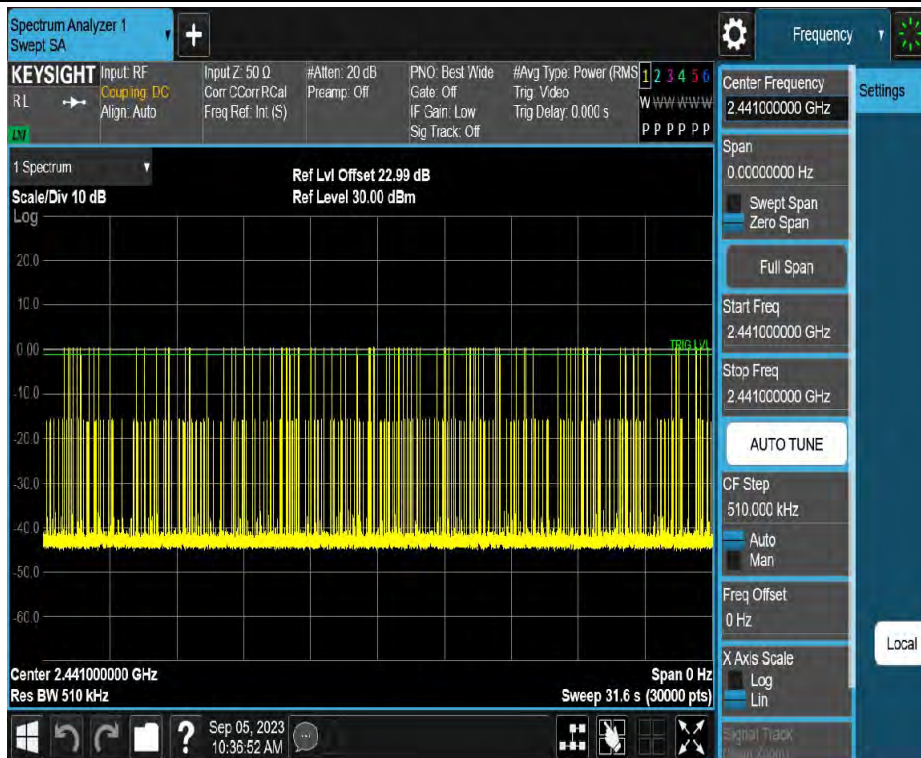 Spectrum Analyzer 1
Swept SA
Frequency
KEYSIGHT
RL
LXI
Input: RF
Coupling: DC
Align: Auto
Input Z: 50 Ω
Corr CCorr RCal
Freq Ref: Int (S)
#Atten: 20 dB
Preamp: Off
PNO: Best Wide
Gate: Off
IF Gain: Low
Sig Track: Off
#Avg Type: Power (RMS
Trig: Video
Trig Delay: 0.000 s
1 2 3 4 5 6
W W W W W W
P P P P P P
1 Spectrum
Scale/Div 10 dB
Log
Ref Lvl Offset 22.99 dB
Ref Level 30.00 dBm
20.0
10.0
0.00
TRIG LVL
-10.0
-20.0
-30.0
-40.0
-50.0
-60.0
Center 2.441000000 GHz
Res BW 510 kHz
Span 0 Hz
Sweep 31.6 s (30000 pts)
Center Frequency
2.441000000 GHz
Settings
Span
0.00000000 Hz
Swept Span
Zero Span
Full Span
Start Freq
2.441000000 GHz
Stop Freq
2.441000000 GHz
AUTO TUNE
CF Step
510.000 kHz
Auto
Man
Freq Offset
0 Hz
X Axis Scale
Log
Lin
Local
Signal Track
?
Sep 05, 2023
10:36:52 AM